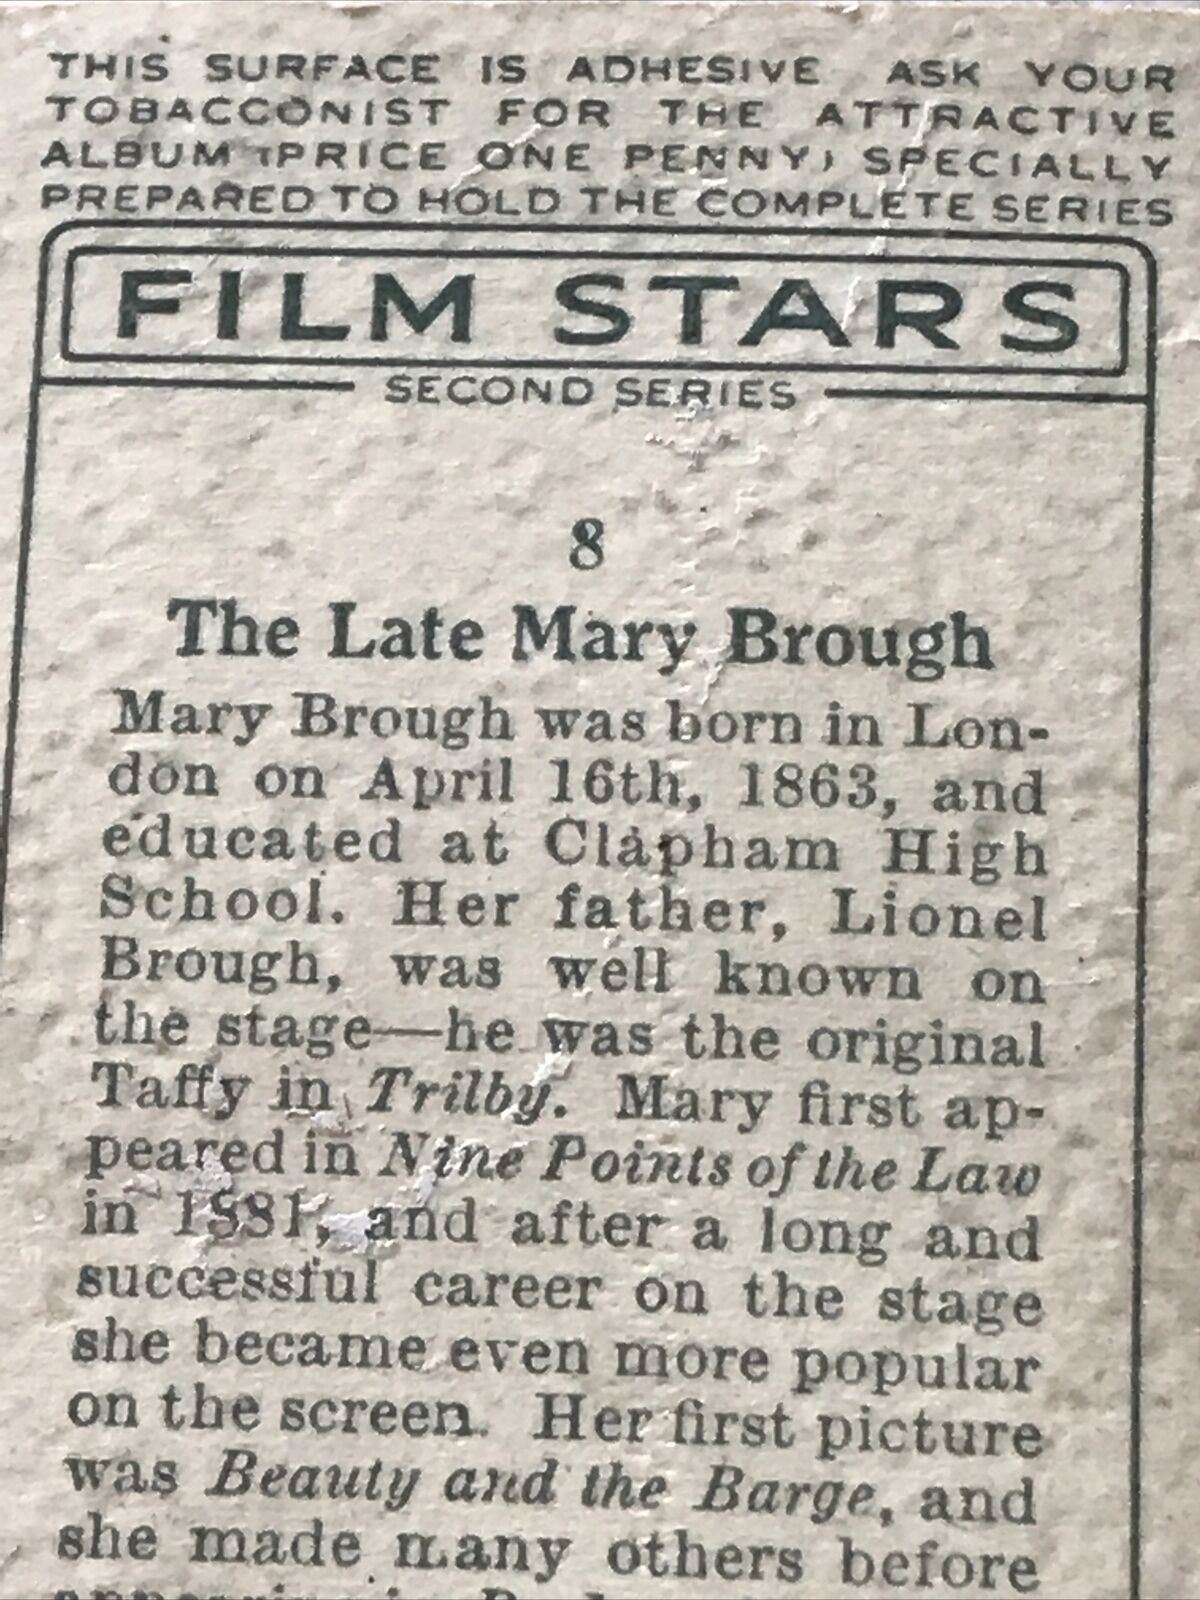 THIS SURFACE IS ADHESIVE ASK YOUR
TOBACCONIST FOR THE ATTRACTIVE
ALBUM (PRICE ONE PENNY) SPECIALLY
PREPARED TO HOLD THE COMPLETE SERIES
FILM STARS
SECOND SERIES
8
The Late Mary Brough
Mary Brough was born in Lon-
don on April 16th, 1863, and
educated at Clapham High
School. Her father, Lionel
Brough, was well known on
the stage—he was the original
Taffy in Trilby. Mary first ap-
peared in Nine Points of the Law
in 1881, and after a long and
successful career on the stage
she became even more popular
on the screen. Her first picture
was Beauty and the Barge, and
she made many others before